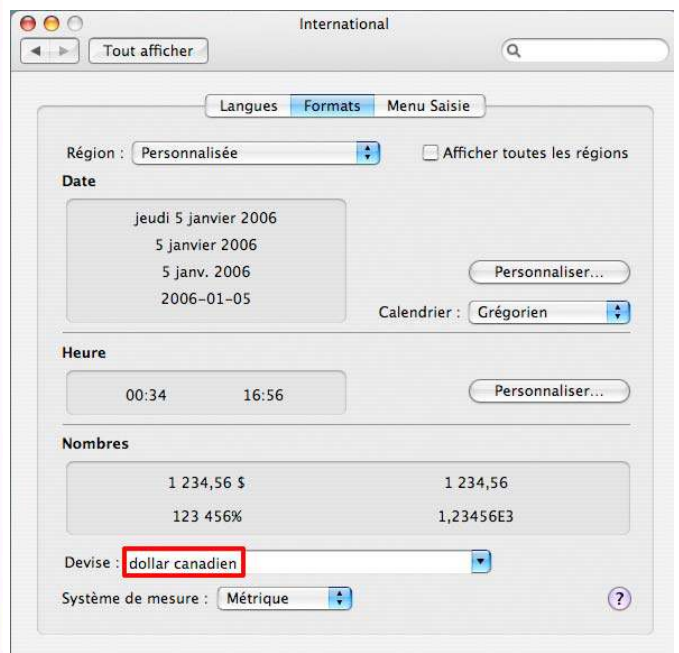 International
Tout afficher
Langues Formats Menu Saisie
Région : Personnalisée Afficher toutes les régions
Date
jeudi 5 janvier 2006
5 janvier 2006
5 janv. 2006
2006-01-05
Personnaliser...
Calendrier : Grégorien
Heure
00:34 16:56 Personnaliser...
Nombres
1 234,56 $ 1 234,56
123 456% 1,23456E3
Devise : dollar canadien
Système de mesure : Métrique ?